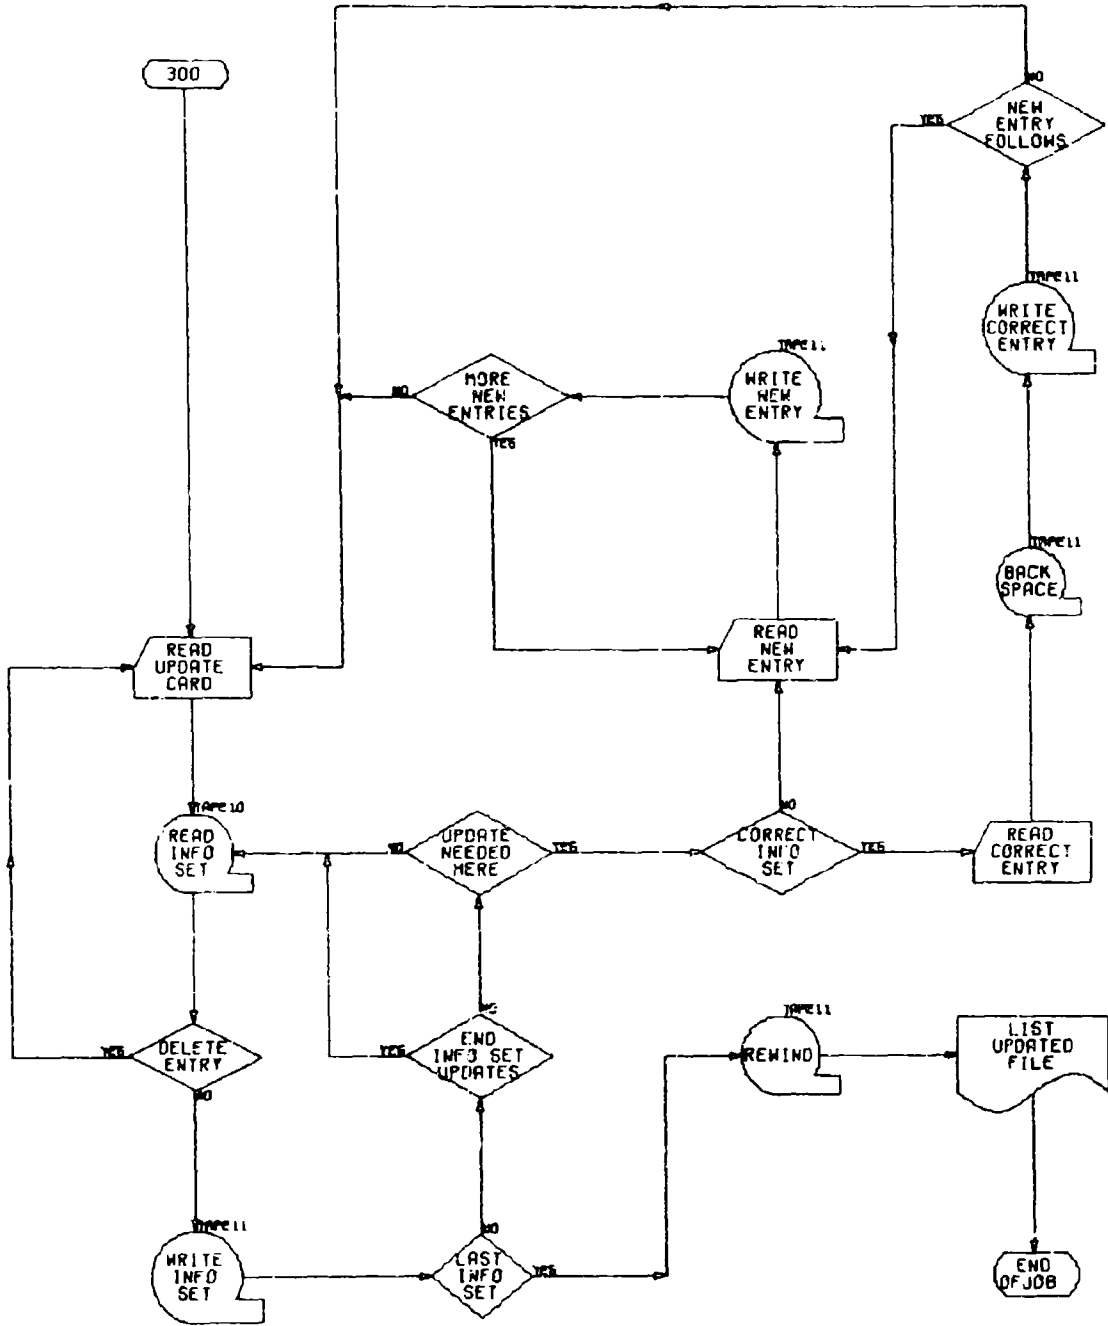 300
NO
NEW
ENTRY
FOLLOWS
YES
TAPE11
WRITE
CORRECT
ENTRY
TAPE11
WRITE
NEW
ENTRY
MORE
NEW
ENTRIES
NO
YES
TAPE11
BACK
SPACE
READ
UPDATE
CARD
READ
NEW
ENTRY
TAPE10
READ
INFO
SET
NO
UPDATE
NEEDED
HERE
YES
NO
CORRECT
INFO
SET
YES
READ
CORRECT
ENTRY
YES
DELETE
ENTRY
NO
NO
YES
END
INFO SET
UPDATES
TAPE11
REWIND
LIST
UPDATED
FILE
TAPE11
WRITE
INFO
SET
NO
LAST
INFO
SET
YES
END
OFJOB